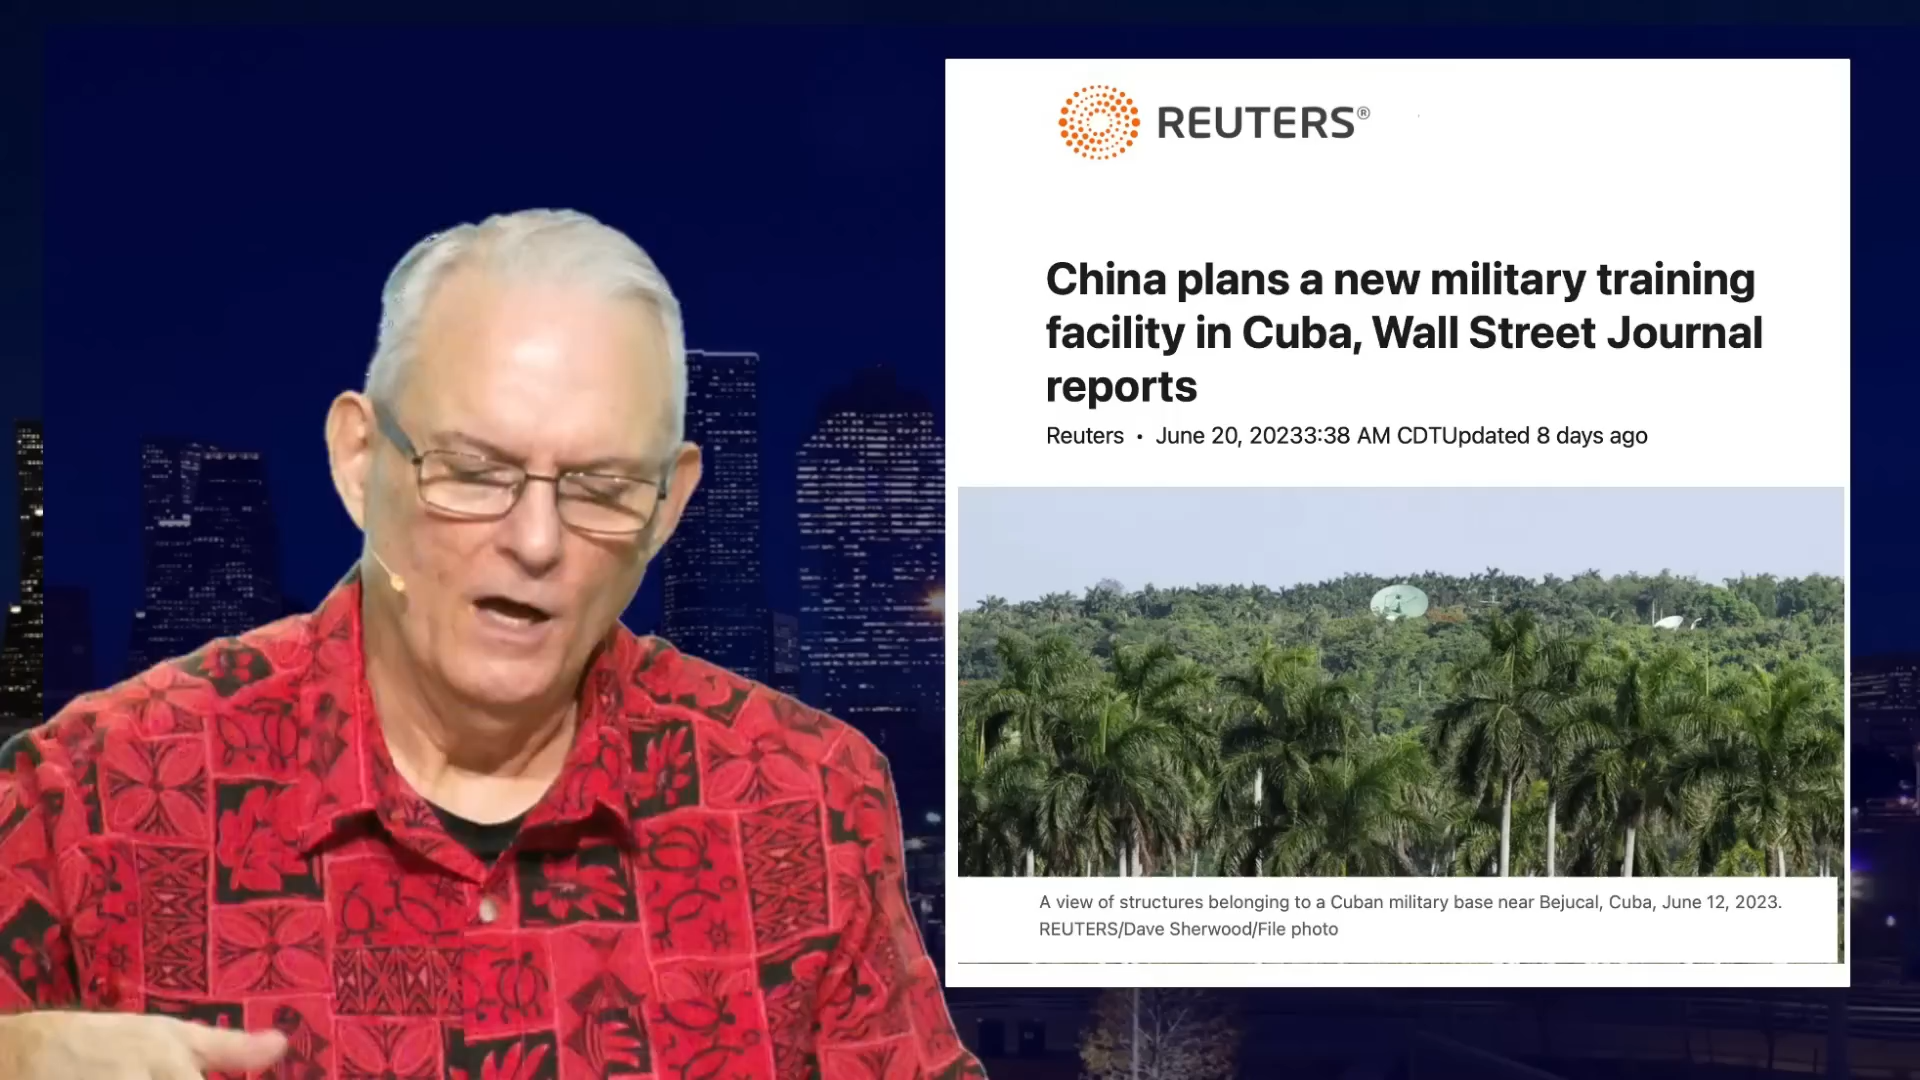 REUTERS®
China plans a new military training
facility in Cuba, Wall Street Journal
reports
Reuters • June 20, 20233:38 AM CDTUpdated 8 days ago
A view of structures belonging to a Cuban military base near Bejucal, Cuba, June 12, 2023.
REUTERS/Dave Sherwood/File photo